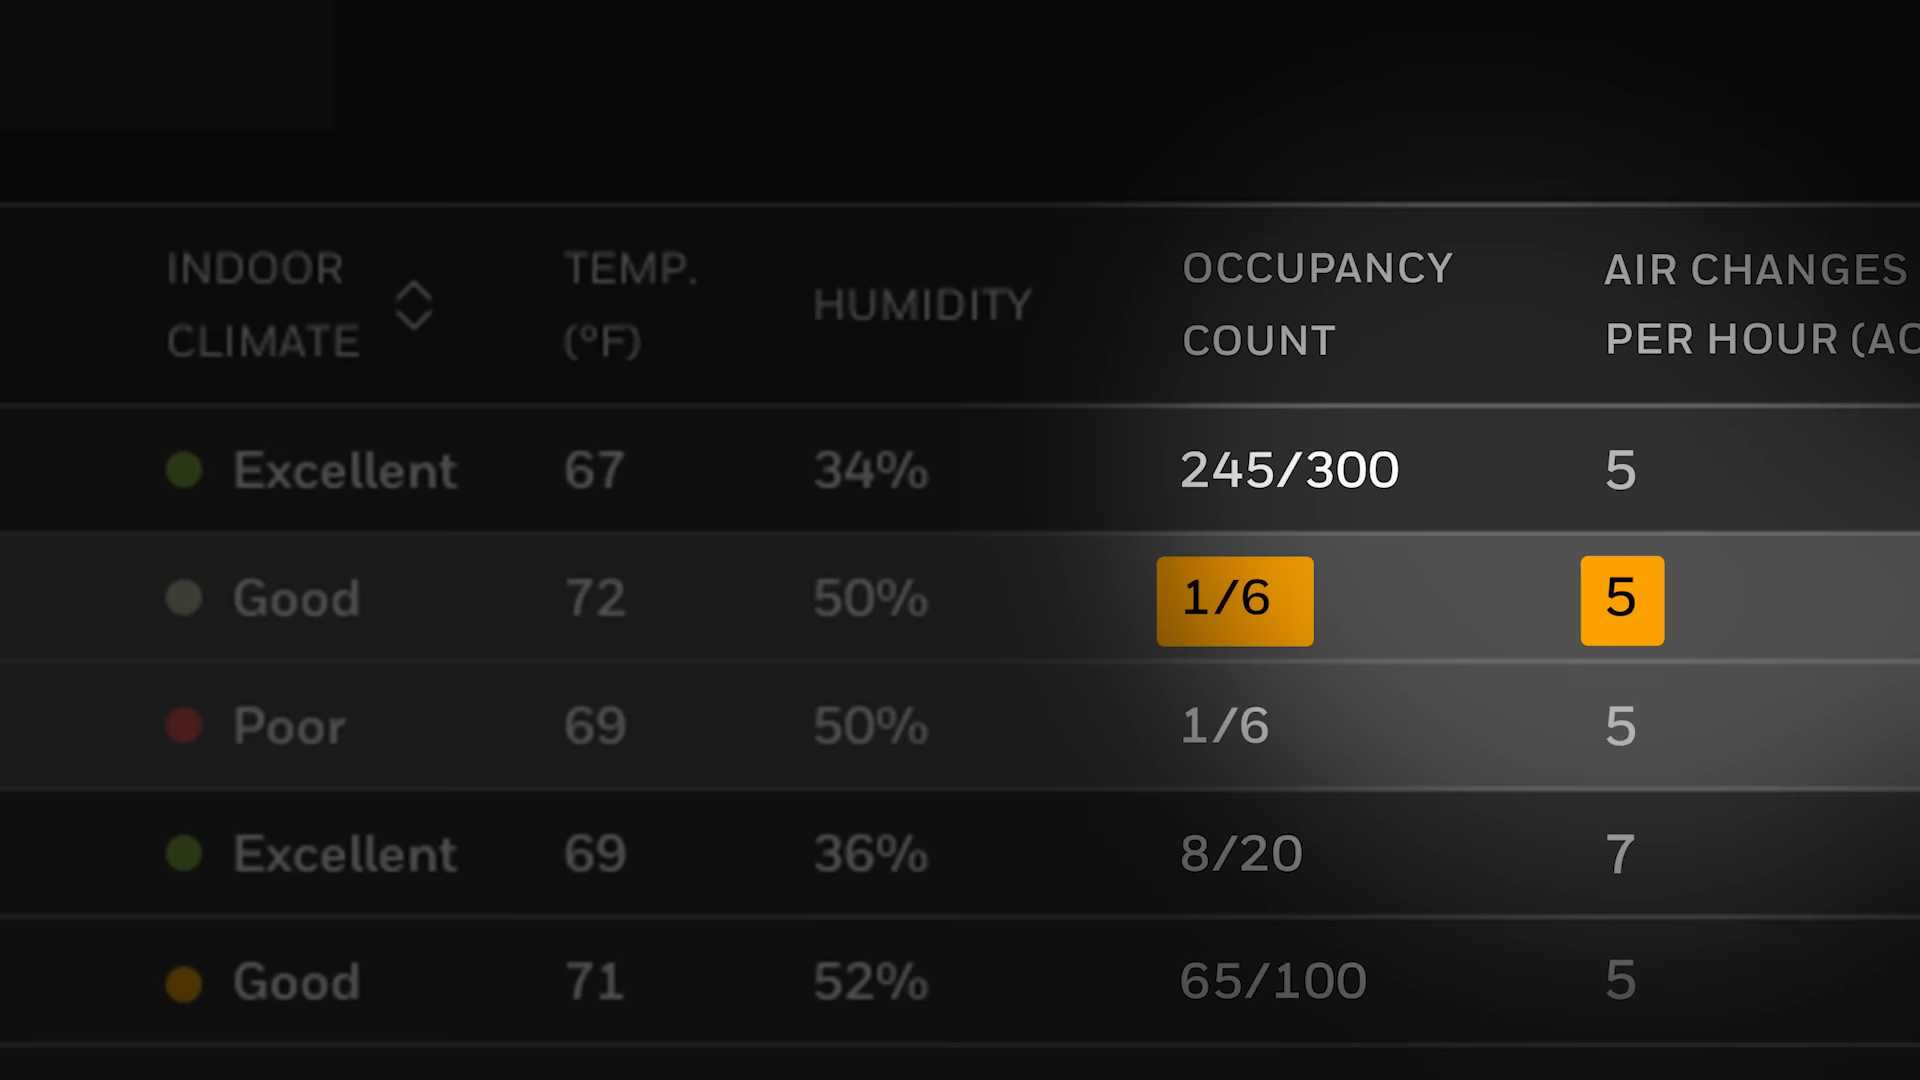 INDOOR
CLIMATE
TEMP.
(°F)
HUMIDITY
OCCUPANCY
COUNT
AIR CHANGES
PER HOUR (AC
Excellent 67 34% 245/300 5
Good 72 50% 1/6 5
Poor 69 50% 1/6 5
Excellent 69 36% 8/20 7
Good 71 52% 65/100 5